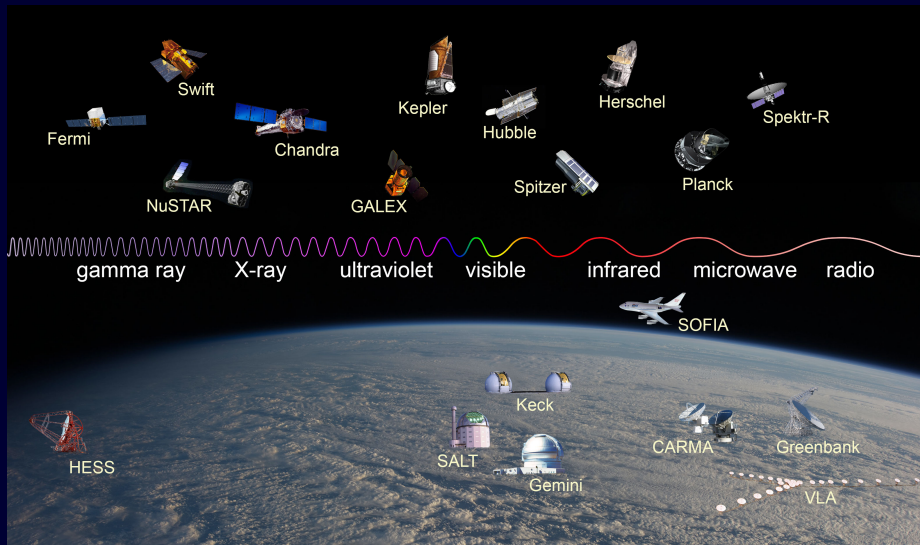 Swift
Kepler
Herschel
Spektr-R
Hubble
Fermi
Chandra
Spitzer
Planck
NuSTAR
GALEX
gamma ray
X-ray
ultraviolet
visible
infrared
microwave
radio
SOFIA
Keck
HESS
SALT
CARMA
Greenbank
Gemini
VLA